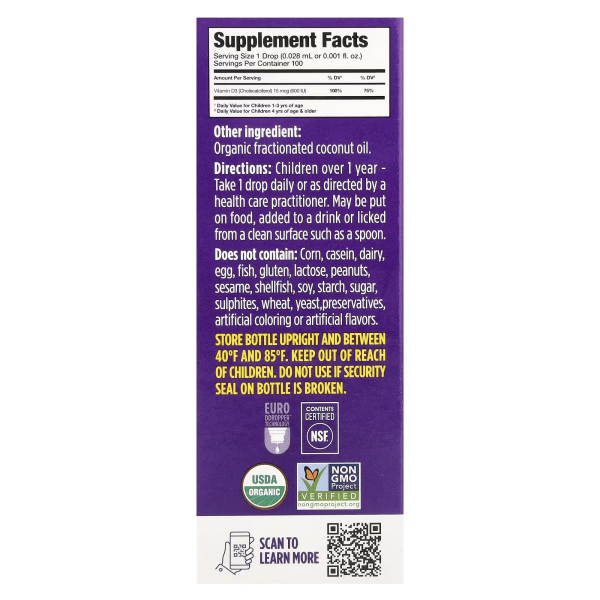 Supplement Facts
Serving Size 1 Drop (0.028 mL or 0.001 fl. oz.)
Servings Per Container 100
Amount Per Serving % DV¹ % DV²
Vitamin D3 (Cholecalciferol) 15 mcg (600 IU) 100% 75%
¹ Daily Value for Children 1-3 yrs of age
² Daily Value for Children 4 yrs of age & older
Other ingredient:
Organic fractionated coconut oil.
Directions: Children over 1 year -
Take 1 drop daily or as directed by a
health care practitioner. May be put
on food, added to a drink or licked
from a clean surface such as a spoon.
Does not contain: Corn, casein, dairy,
egg, fish, gluten, lactose, peanuts,
sesame, shellfish, soy, starch, sugar,
sulphites, wheat, yeast,preservatives,
artificial coloring or artificial flavors.
STORE BOTTLE UPRIGHT AND BETWEEN
40°F AND 85°F. KEEP OUT OF REACH
OF CHILDREN. DO NOT USE IF SECURITY
SEAL ON BOTTLE IS BROKEN.
EURO
DDROPPER™
TECHNOLOGY
CONTENTS
CERTIFIED
NSF
USDA
ORGANIC
NON
GMO
Project
VERIFIED
nongmoproject.org
SCAN TO
LEARN MORE